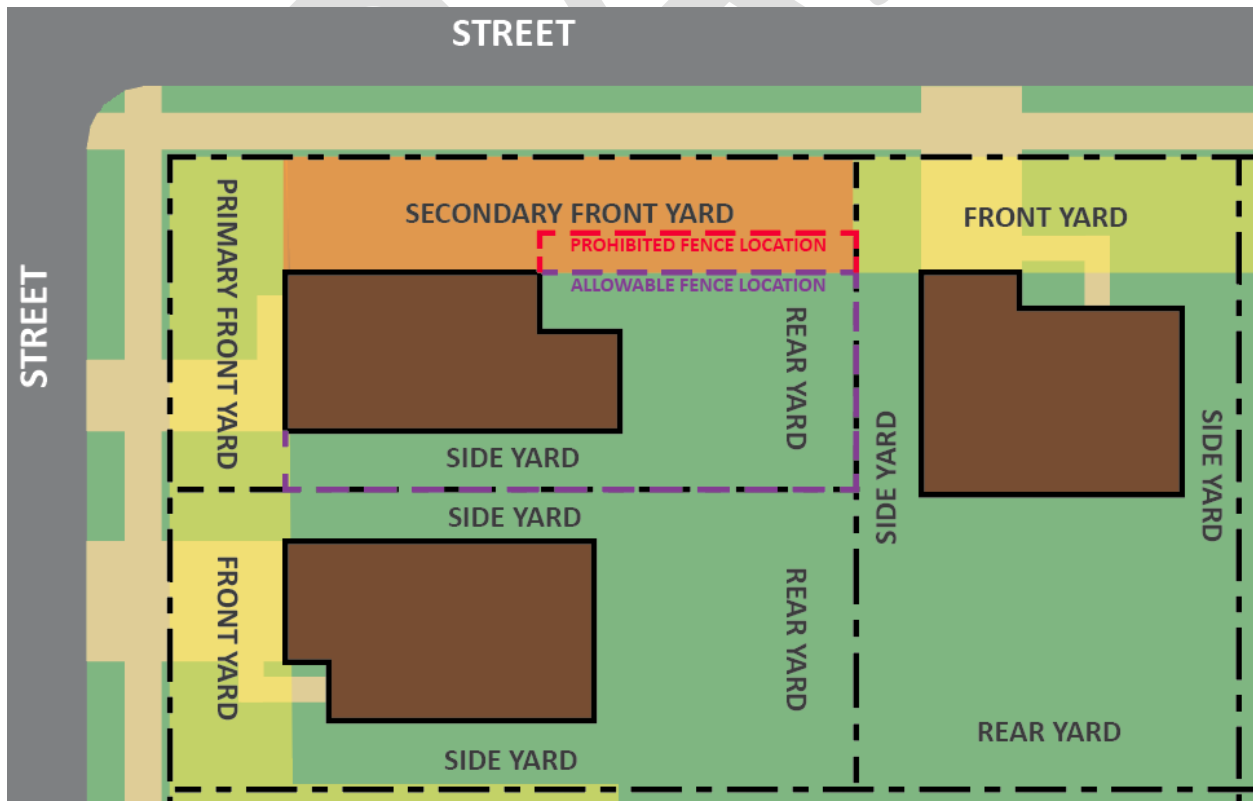 STREET
STREET
PRIMARY FRONT YARD
SECONDARY FRONT YARD
PROHIBITED FENCE LOCATION
ALLOWABLE FENCE LOCATION
FRONT YARD
REAR YARD
SIDE YARD
SIDE YARD
SIDE YARD
SIDE YARD
FRONT YARD
REAR YARD
SIDE YARD
REAR YARD